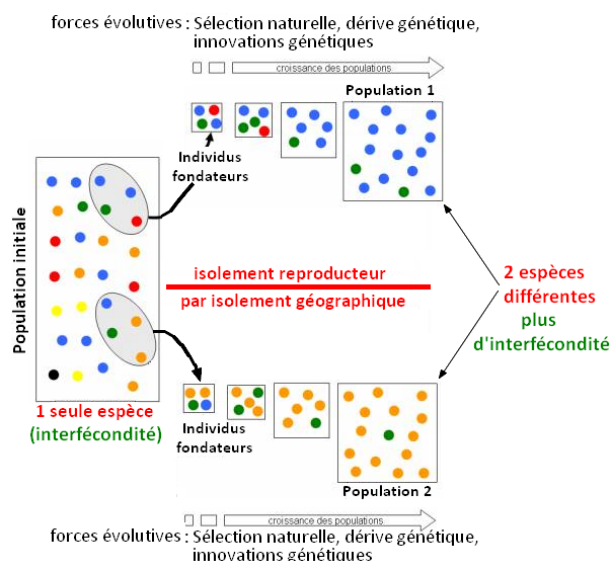 forces évolutives : Sélection naturelle, dérive génétique,
innovations génétiques
croissance des populations
Population 1
Individus
fondateurs
Population initiale
isolement reproducteur
par isolement géographique
2 espèces
différentes
plus
d'interfécondité
1 seule espèce
(interfécondité)
Individus
fondateurs
Population 2
croissance des populations
forces évolutives : Sélection naturelle, dérive génétique,
innovations génétiques